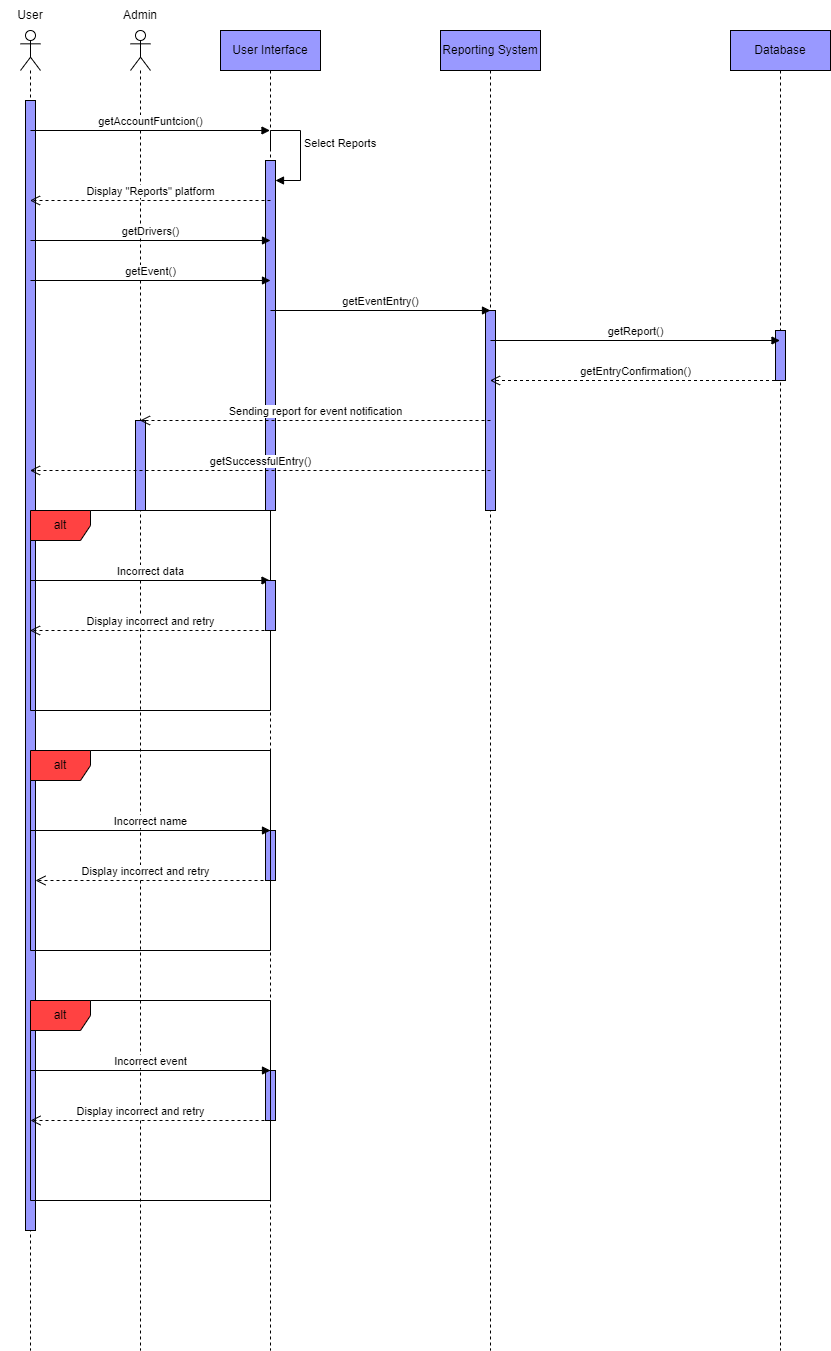 User
Admin
User Interface
Reporting System
Database
getAccountFuntcion()
Select Reports
Display "Reports" platform
getDrivers()
getEvent()
getEventEntry()
getReport()
getEntryConfirmation()
Sending report for event notification
getSuccessfulEntry()
alt
Incorrect data
Display incorrect and retry
alt
Incorrect name
Display incorrect and retry
alt
Incorrect event
Display incorrect and retry